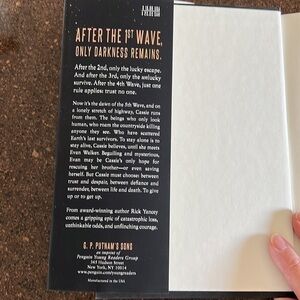 AFTER THE 1ST WAVE,
ONLY DARKNESS REMAINS.
After the 2nd, only the lucky escape.
And after the 3rd, only the unlucky
survive. After the 4th Wave, just one
rule applies: trust no one.
Now it's the dawn of the 5th Wave, and on
a lonely stretch of highway, Cassie runs
from them. The beings who only look
human, who roam the countryside killing
anyone they see. Who have scattered
Earth's last survivors. To stay alone is to
stay alive, Cassie believes, until she meets
Evan Walker. Beguiling and mysterious,
Evan may be only Cassie's only hope for
rescuing her brother—or even saving
herself. But Cassie must choose between
trust and despair, between defiance and
surrender, between life and death. To give
up or to get up.
From award-winning author Rick Yancey
comes a gripping epic of catastrophic loss,
unthinkable odds, and unflinching courage.
G. P. PUTNAM'S SONS
an imprint of
Penguin Young Readers Group
345 Hudson Street
New York, NY 10014
www.penguin.com/youngreaders
Manufactured in the USA